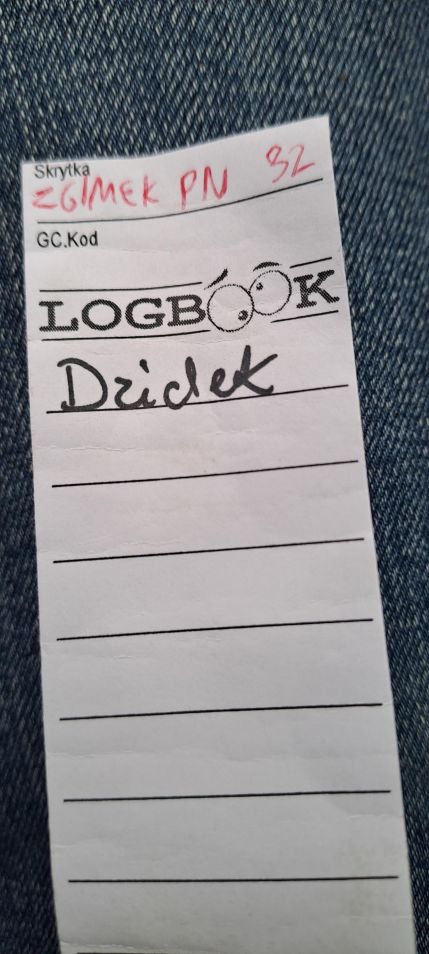 Skrytka
ZGIMEK PN 32
GC.Kod
LOGBOOK
Dzidek